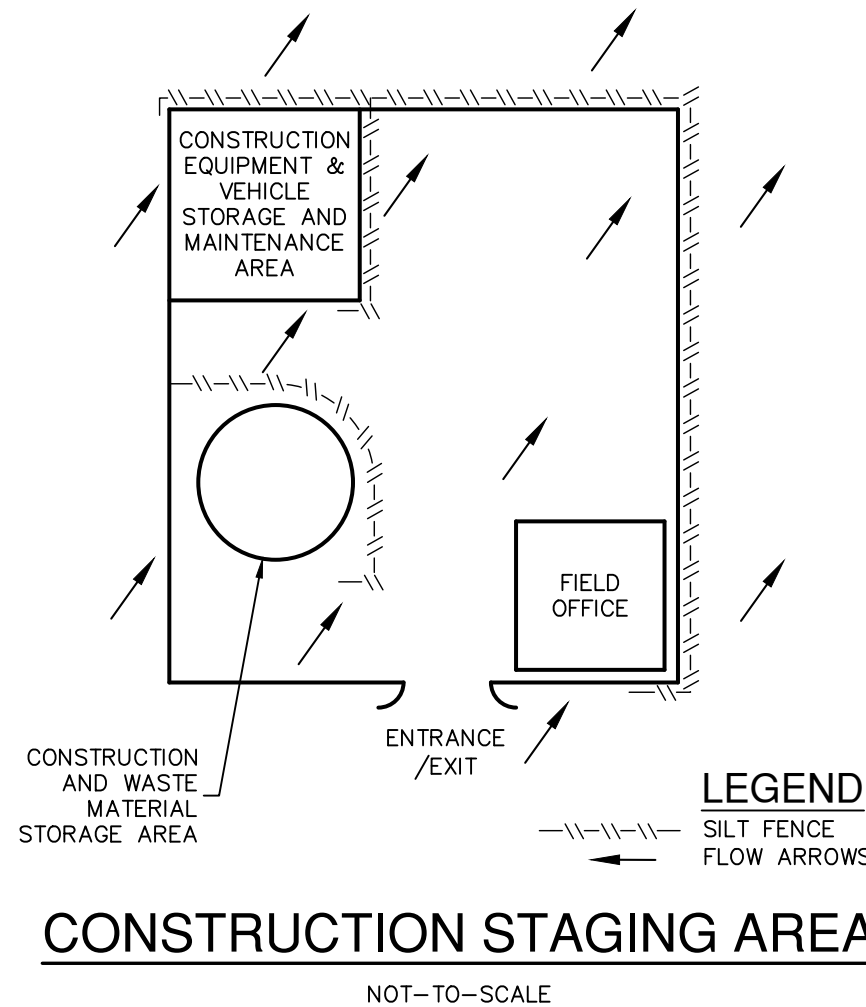 CONSTRUCTION
EQUIPMENT &
VEHICLE
STORAGE AND
MAINTENANCE
AREA
FIELD
OFFICE
ENTRANCE
/EXIT
CONSTRUCTION
AND WASTE
MATERIAL
STORAGE AREA
LEGEND
SILT FENCE
FLOW ARROWS
CONSTRUCTION STAGING AREA
NOT-TO-SCALE